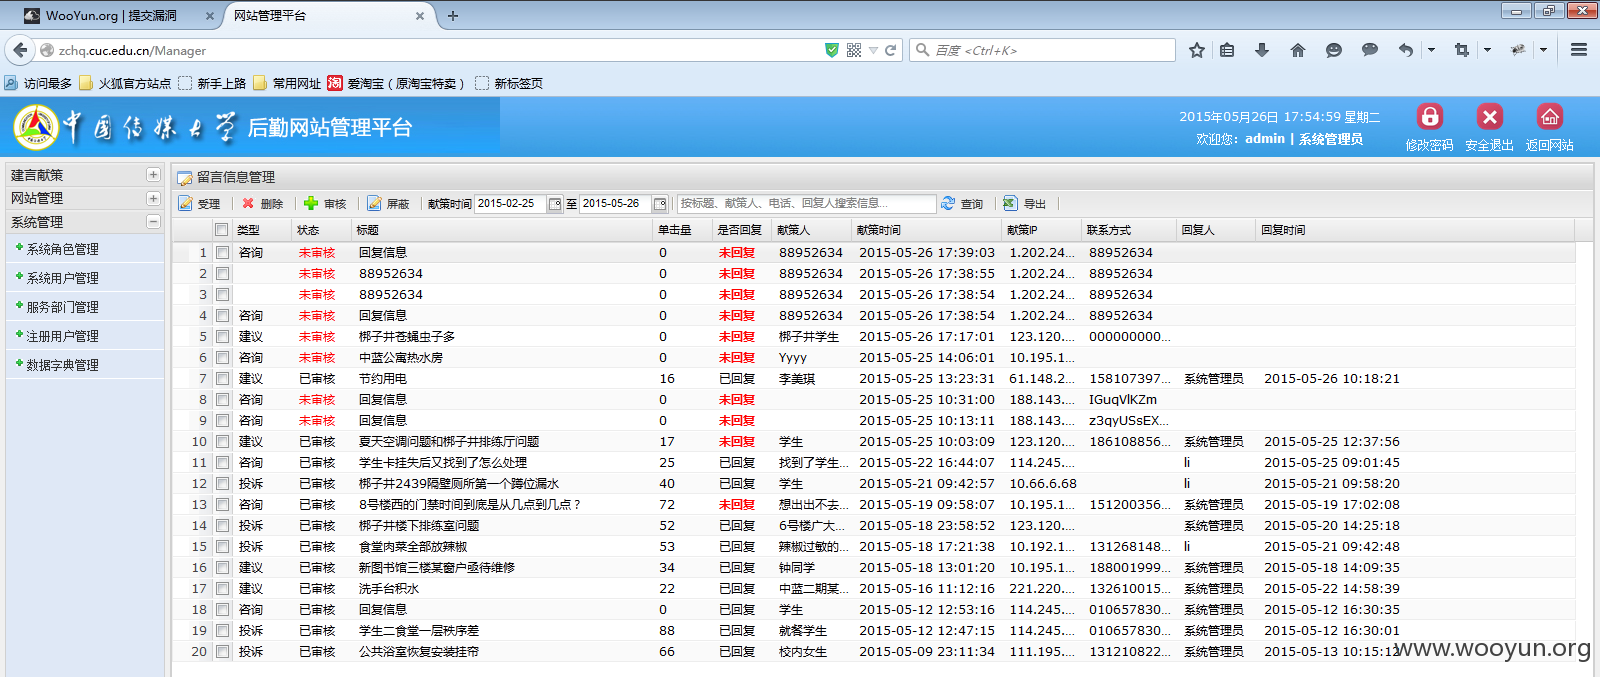 WooYun.org | 提交漏洞 × 网站管理平台 × +
zchq.cuc.edu.cn/Manager 百度 <Ctrl+K>
访问最多 火狐官方站点 新手上路 常用网址 淘 爱淘宝（原淘宝特卖） 新标签页
中国传媒大学 后勤网站管理平台
2015年05月26日 17:54:59 星期二
欢迎您：admin | 系统管理员
修改密码 安全退出 返回网站
建言献策
网站管理
系统管理
系统角色管理
系统用户管理
服务部门管理
注册用户管理
数据字典管理
留言信息管理
受理 删除 审核 屏蔽 献策时间 2015-02-25 至 2015-05-26 按标题、献策人、电话、回复人搜索信息... 查询 导出
类型 状态 标题 单击量 是否回复 献策人 献策时间 献策IP 联系方式 回复人 回复时间
1 咨询 未审核 回复信息 0 未回复 88952634 2015-05-26 17:39:03 1.202.24... 88952634
2 未审核 88952634 0 未回复 88952634 2015-05-26 17:38:55 1.202.24... 88952634
3 未审核 88952634 0 未回复 88952634 2015-05-26 17:38:54 1.202.24... 88952634
4 咨询 未审核 回复信息 0 未回复 88952634 2015-05-26 17:38:54 1.202.24... 88952634
5 建议 未审核 梆子井苍蝇虫子多 0 未回复 梆子井学生 2015-05-26 17:17:01 123.120.... 000000000...
6 咨询 未审核 中蓝公寓热水房 0 未回复 Yyyy 2015-05-25 14:06:01 10.195.1...
7 建议 已审核 节约用电 16 已回复 李美琪 2015-05-25 13:23:31 61.148.2... 158107397... 系统管理员 2015-05-26 10:18:21
8 咨询 未审核 回复信息 0 未回复 2015-05-25 10:31:00 188.143.... IGuqVlKZm
9 咨询 未审核 回复信息 0 未回复 2015-05-25 10:13:11 188.143.... z3qyUSsEX...
10 建议 已审核 夏天空调问题和梆子井排练厅问题 17 未回复 学生 2015-05-25 10:03:09 123.120.... 186108856... 系统管理员 2015-05-25 12:37:56
11 咨询 已审核 学生卡挂失后又找到了怎么处理 25 已回复 找到了学生... 2015-05-22 16:44:07 114.245.... li 2015-05-25 09:01:45
12 投诉 已审核 梆子井2439隔壁厕所第一个蹲位漏水 40 已回复 学生 2015-05-21 09:42:57 10.66.6.68 li 2015-05-21 09:58:20
13 咨询 已审核 8号楼西的门禁时间到底是从几点到几点？ 72 未回复 想出出不去... 2015-05-19 09:58:07 10.195.1... 151200356... 系统管理员 2015-05-19 17:02:08
14 投诉 已审核 梆子井楼下排练室问题 52 已回复 6号楼广大... 2015-05-18 23:58:52 123.120.... 系统管理员 2015-05-20 14:25:18
15 投诉 已审核 食堂肉菜全部放辣椒 53 已回复 辣椒过敏的... 2015-05-18 17:21:38 10.192.1... 131268148... li 2015-05-21 09:42:48
16 建议 已审核 新图书馆三楼某窗户亟待维修 34 已回复 钟同学 2015-05-18 13:01:20 10.195.1... 188001999... 系统管理员 2015-05-18 14:09:35
17 建议 已审核 洗手台积水 22 已回复 中蓝二期某... 2015-05-16 11:12:16 221.220.... 132610015... 系统管理员 2015-05-22 14:58:39
18 咨询 已审核 回复信息 0 已回复 学生 2015-05-12 12:53:16 114.245.... 010657830... 系统管理员 2015-05-12 16:30:35
19 投诉 已审核 学生二食堂一层秩序差 88 已回复 就餐学生 2015-05-12 12:47:15 114.245.... 010657830... 系统管理员 2015-05-12 16:30:01
20 投诉 已审核 公共浴室恢复安装挂帘 66 已回复 校内女生 2015-05-09 23:11:34 111.195.... 131210822... 系统管理员 2015-05-13 10:15:12
www.wooyun.org